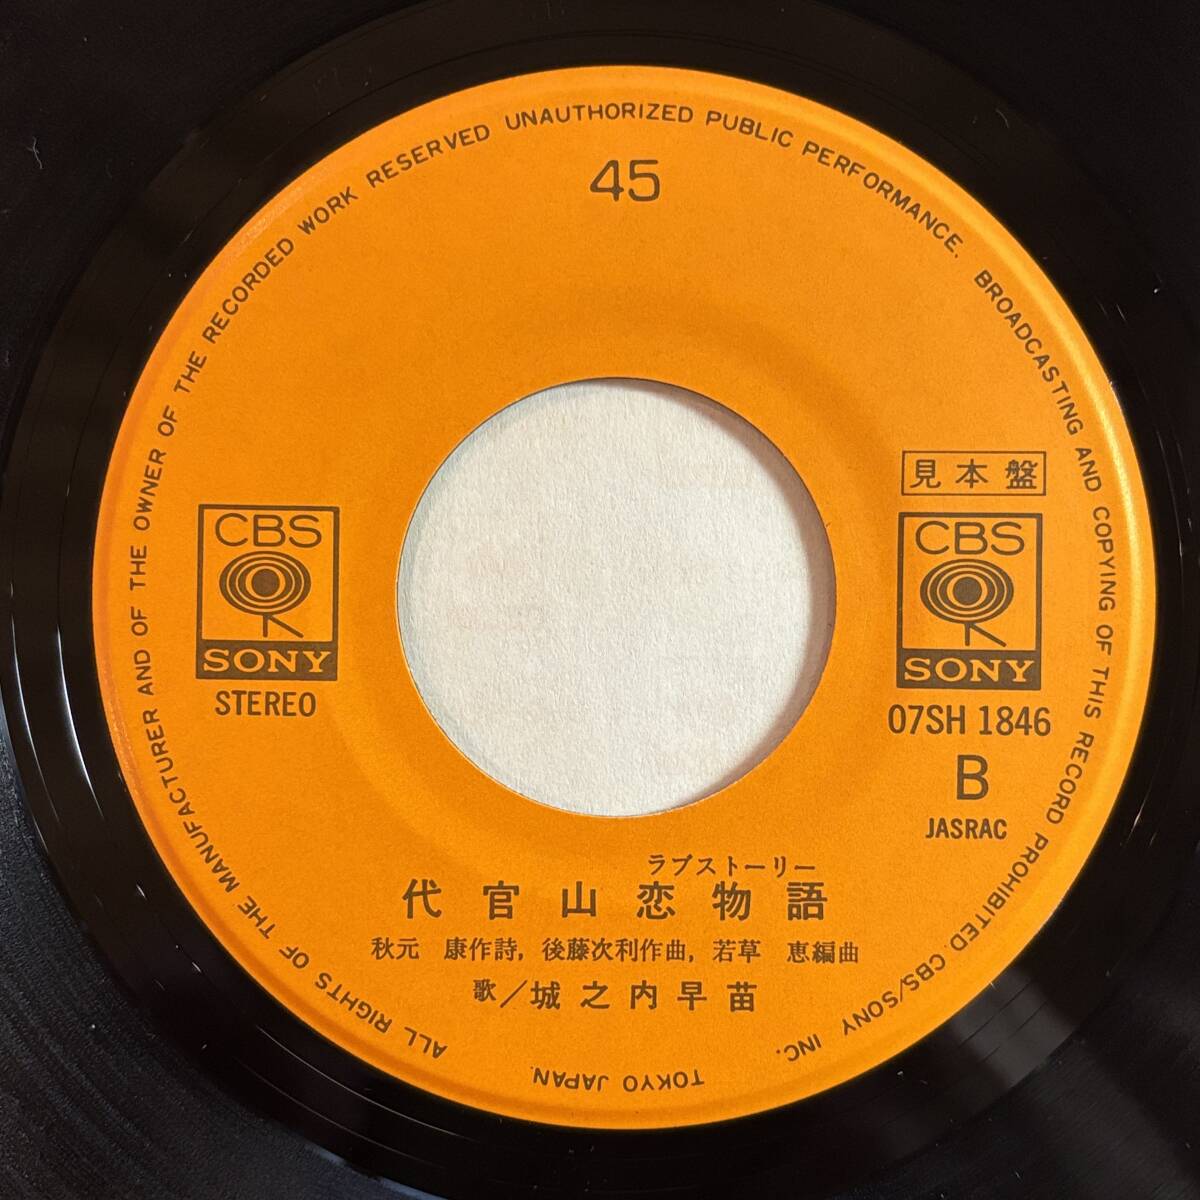 ALL RIGHTS OF THE MANUFACTURER AND OF THE OWNER OF THE RECORDED WORK RESERVED UNAUTHORIZED PUBLIC PERFORMANCE, BROADCASTING AND COPYING OF THIS RECORD PROHIBITED. CBS/SONY INC.
TOKYO JAPAN.
45
CBS
SONY
STEREO
見本盤
CBS
SONY
07SH 1846
B
JASRAC
ラブストーリー
代官山恋物語
秋元 康作詩, 後藤次利作曲, 若草 恵編曲
歌／城之内早苗